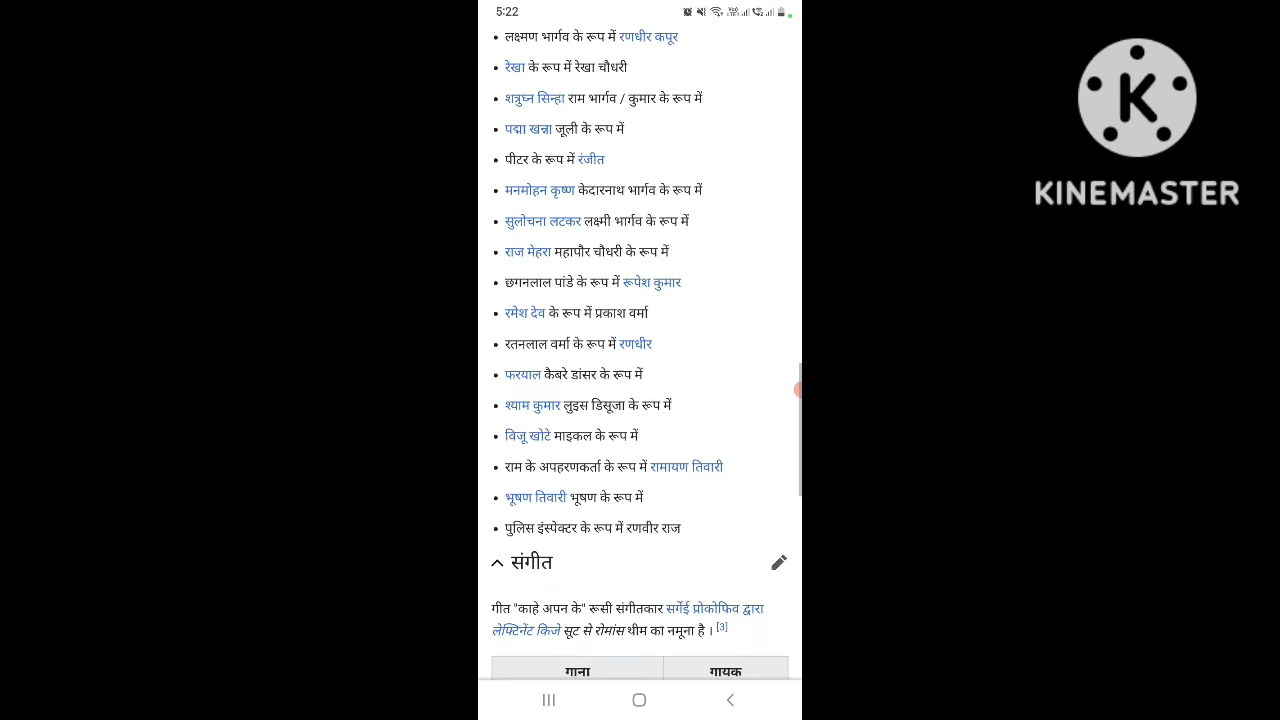 5:22
लक्ष्मण भार्गव के रूप में रणधीर कपूर
रेखा के रूप में रेखा चौधरी
शत्रुघ्न सिन्हा राम भार्गव / कुमार के रूप में
पद्मा खन्ना जूली के रूप में
पीटर के रूप में रंजीत
मनमोहन कृष्ण केदारनाथ भार्गव के रूप में
सुलोचना लटकर लक्ष्मी भार्गव के रूप में
राज मेहरा महापौर चौधरी के रूप में
छगनलाल पांडे के रूप में रूपेश कुमार
रमेश देव के रूप में प्रकाश वर्मा
रतनलाल वर्मा के रूप में रणधीर
फरयाल कैबरे डांसर के रूप में
श्याम कुमार लुइस डिसूजा के रूप में
विजू खोटे माइकल के रूप में
राम के अपहरणकर्ता के रूप में रामायण तिवारी
भूषण तिवारी भूषण के रूप में
पुलिस इंस्पेक्टर के रूप में रणवीर राज
संगीत
गीत "काहे अपन के" रूसी संगीतकार सर्गेई प्रोकोफिव द्वारा
लेफ्टिनेंट किजे सूट से रोमांस थीम का नमूना है । [3]
गाना गायक
K
KINEMASTER